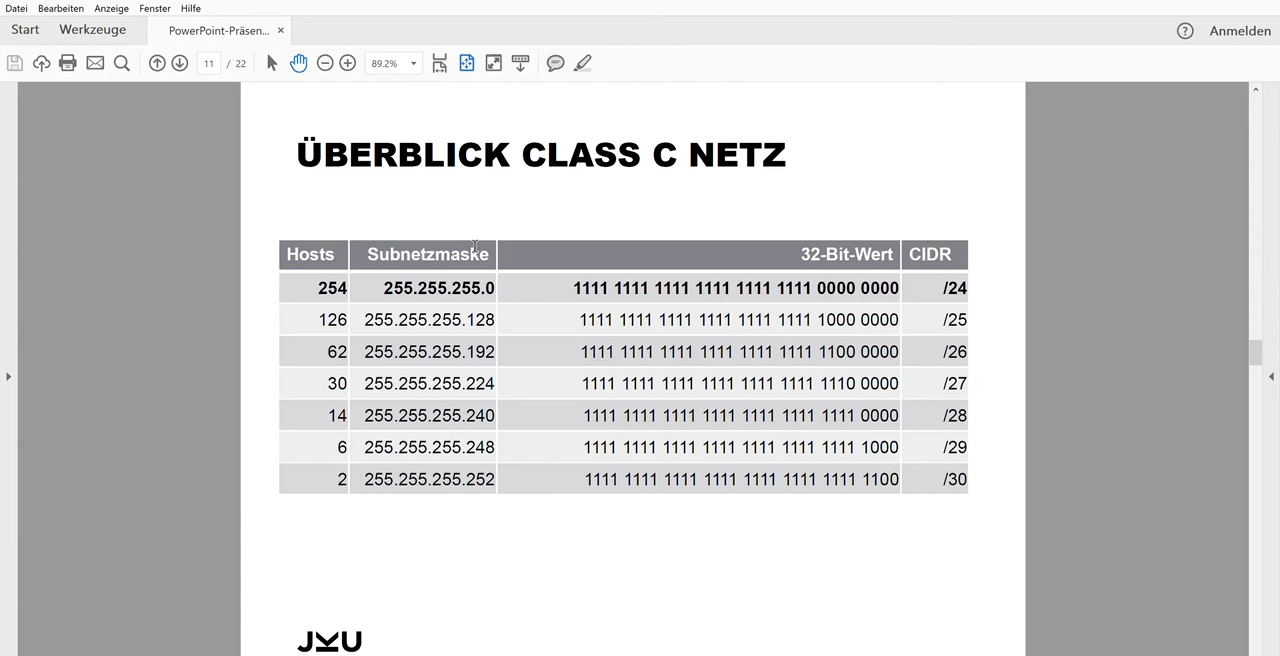 Datei Bearbeiten Anzeige Fenster Hilfe
Start Werkzeuge PowerPoint-Präsen... × ? Anmelden
11 / 22 89.2%
ÜBERBLICK CLASS C NETZ
Hosts Subnetzmaske 32-Bit-Wert CIDR
254 255.255.255.0 1111 1111 1111 1111 1111 1111 0000 0000 /24
126 255.255.255.128 1111 1111 1111 1111 1111 1111 1000 0000 /25
62 255.255.255.192 1111 1111 1111 1111 1111 1111 1100 0000 /26
30 255.255.255.224 1111 1111 1111 1111 1111 1111 1110 0000 /27
14 255.255.255.240 1111 1111 1111 1111 1111 1111 1111 0000 /28
6 255.255.255.248 1111 1111 1111 1111 1111 1111 1111 1000 /29
2 255.255.255.252 1111 1111 1111 1111 1111 1111 1111 1100 /30
JKU